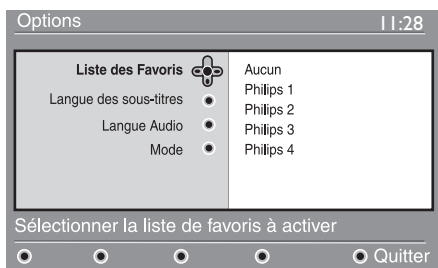 Options 11:28
Liste des Favoris
Langue des sous-titres
Langue Audio
Mode
Aucun
Philips 1
Philips 2
Philips 3
Philips 4
Sélectionner la liste de favoris à activer
Quitter